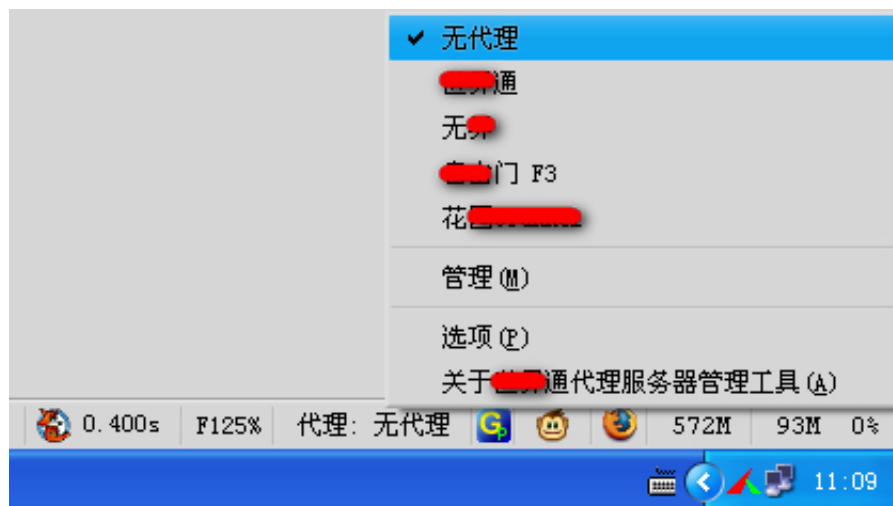 无代理
通
无
门 F3
花
管理(M)
选项(P)
关于 通代理服务器管理工具(A)
0.400s F125% 代理: 无代理 572M 93M 0%
11:09